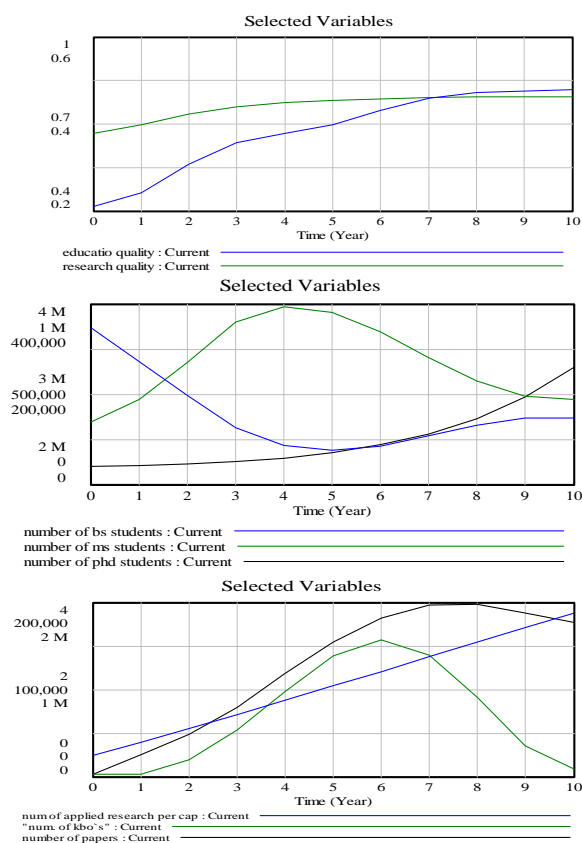 Selected Variables
1
0.6
0.7
0.4
0.4
0.2
0 1 2 3 4 5 6 7 8 9 10
Time (Year)
educatio quality : Current
research quality : Current
Selected Variables
4 M
1 M
400,000
3 M
500,000
200,000
2 M
0
0
0 1 2 3 4 5 6 7 8 9 10
Time (Year)
number of bs students : Current
number of ms students : Current
number of phd students : Current
Selected Variables
4
200,000
2 M
2
100,000
1 M
0
0
0
0 1 2 3 4 5 6 7 8 9 10
Time (Year)
num of applied research per cap : Current
"num. of kbo`s" : Current
number of papers : Current